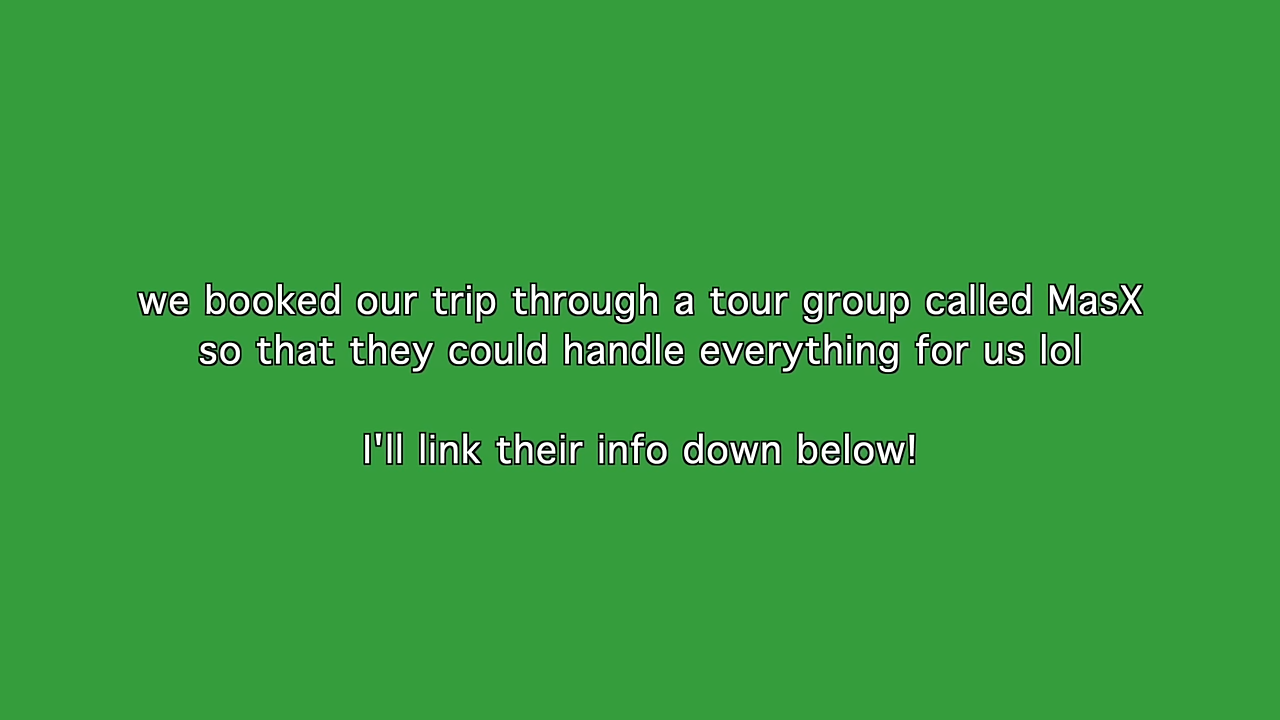 we booked our trip through a tour group called MasX
so that they could handle everything for us lol
I'll link their info down below!